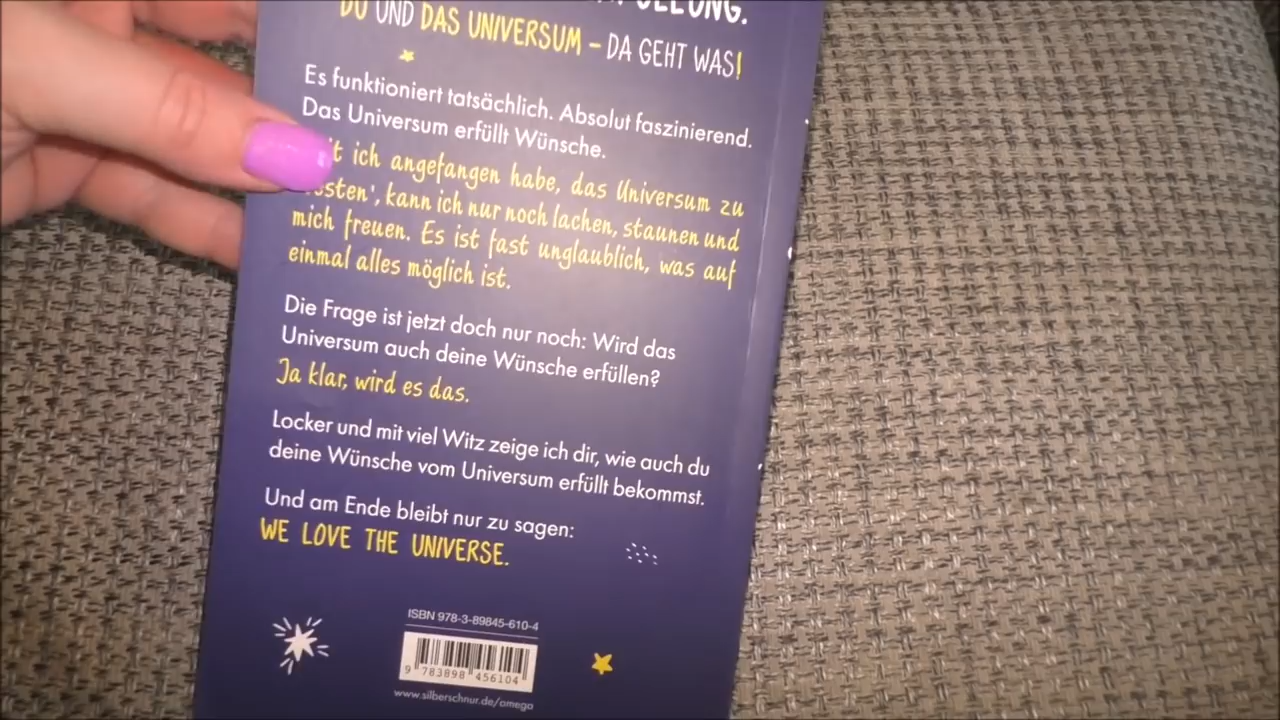 DU UND DAS UNIVERSUM – DA GEHT WAS!
Es funktioniert tatsächlich. Absolut faszinierend.
Das Universum erfüllt Wünsche.
ich angefangen habe, das Universum zu
kann ich nur noch lachen, staunen und
mich freuen. Es ist fast unglaublich, was auf
einmal alles möglich ist.
Die Frage ist jetzt doch nur noch: Wird das
Universum auch deine Wünsche erfüllen?
Ja klar, wird es das.
Locker und mit viel Witz zeige ich dir, wie auch du
deine Wünsche vom Universum erfüllt bekommst.
Und am Ende bleibt nur zu sagen:
WE LOVE THE UNIVERSE.
ISBN 978-3-89845-610-4
9 783898 456104
www.silberschnur.de/omega